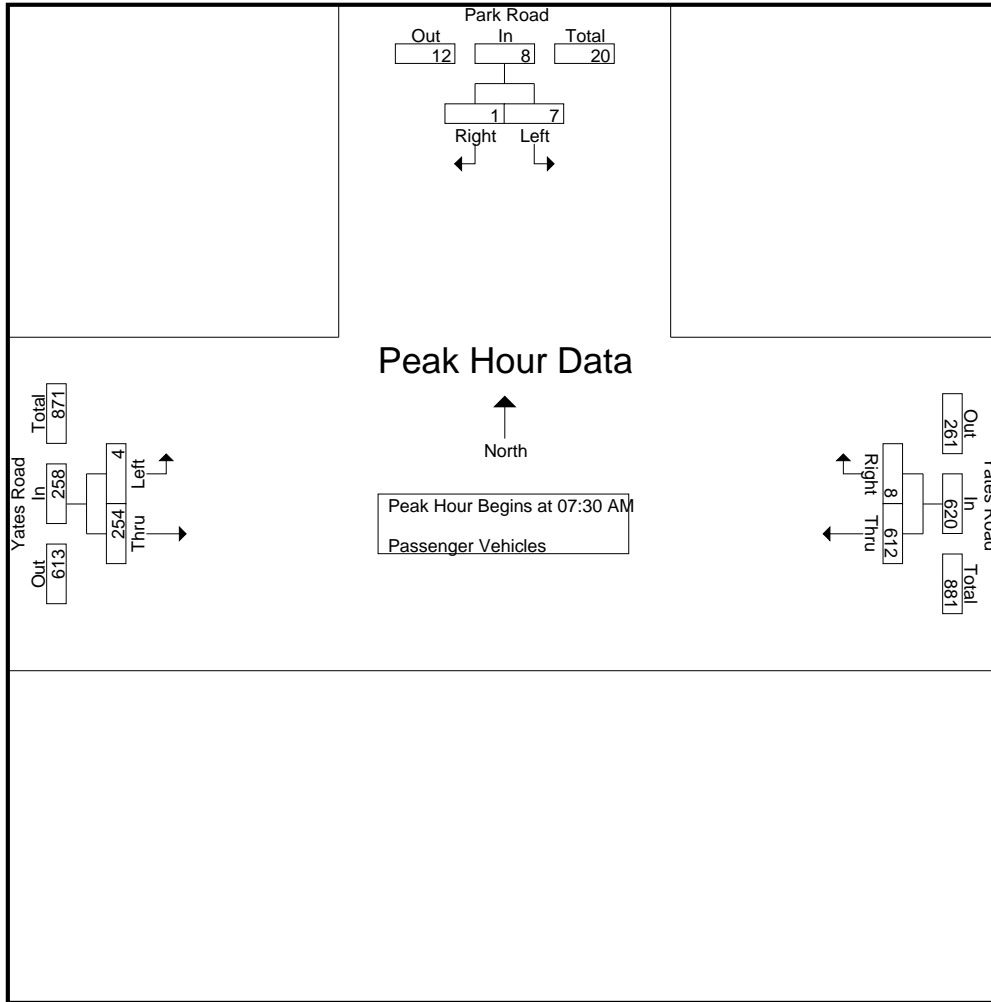 Park Road
Out In Total
12 8 20
1 7
Right Left
Peak Hour Data
North
Peak Hour Begins at 07:30 AM
Passenger Vehicles
Yates Road
Out In Total
613 258 871
4 254
Left Thru
Yates Road
Out In Total
261 620 881
Right Thru
8 612